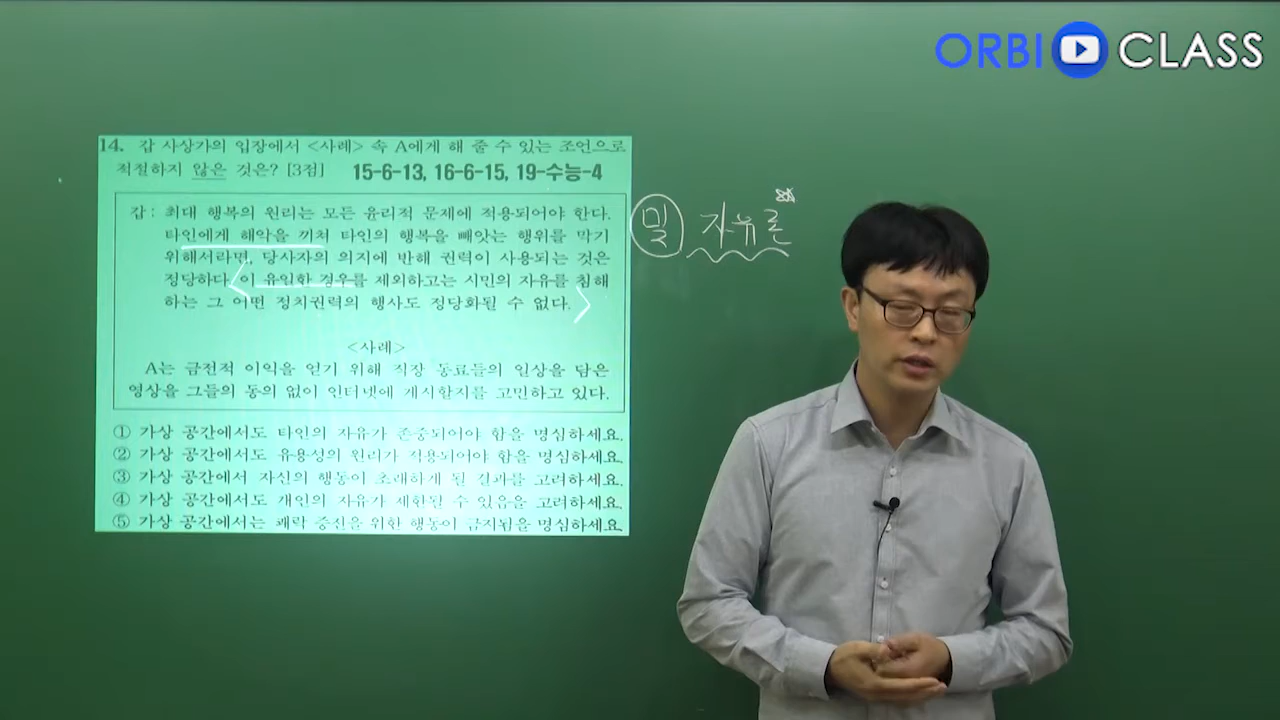 ORBI CLASS
14. 갑 사상가의 입장에서 <사례> 속 A에게 해 줄 수 있는 조언으로
적절하지 않은 것은? [3점] 15-6-13, 16-6-15, 19-수능-4
갑 : 최대 행복의 원리는 모든 윤리적 문제에 적용되어야 한다.
타인에게 해악을 끼쳐 타인의 행복을 빼앗는 행위를 막기
위해서라면, 당사자의 의지에 반해 권력이 사용되는 것은
정당하다. 이 유일한 경우를 제외하고는 시민의 자유를 침해
하는 그 어떤 정치권력의 행사도 정당화될 수 없다.
<사례>
A는 금전적 이익을 얻기 위해 직장 동료들의 일상을 담은
영상을 그들의 동의 없이 인터넷에 게시할지를 고민하고 있다.
① 가상 공간에서도 타인의 자유가 존중되어야 함을 명심하세요.
② 가상 공간에서도 유용성의 원리가 적용되어야 함을 명심하세요.
③ 가상 공간에서 자신의 행동이 초래하게 될 결과를 고려하세요.
④ 가상 공간에서도 개인의 자유가 제한될 수 있음을 고려하세요.
⑤ 가상 공간에서는 쾌락 증진을 위한 행동이 금지됨을 명심하세요.
밀 자유론